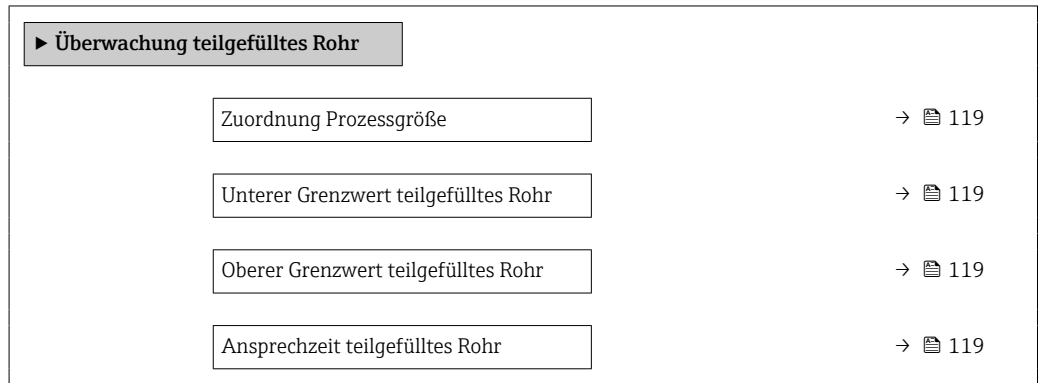 ► Überwachung teilgefülltes Rohr
Zuordnung Prozessgröße → 119
Unterer Grenzwert teilgefülltes Rohr → 119
Oberer Grenzwert teilgefülltes Rohr → 119
Ansprechzeit teilgefülltes Rohr → 119